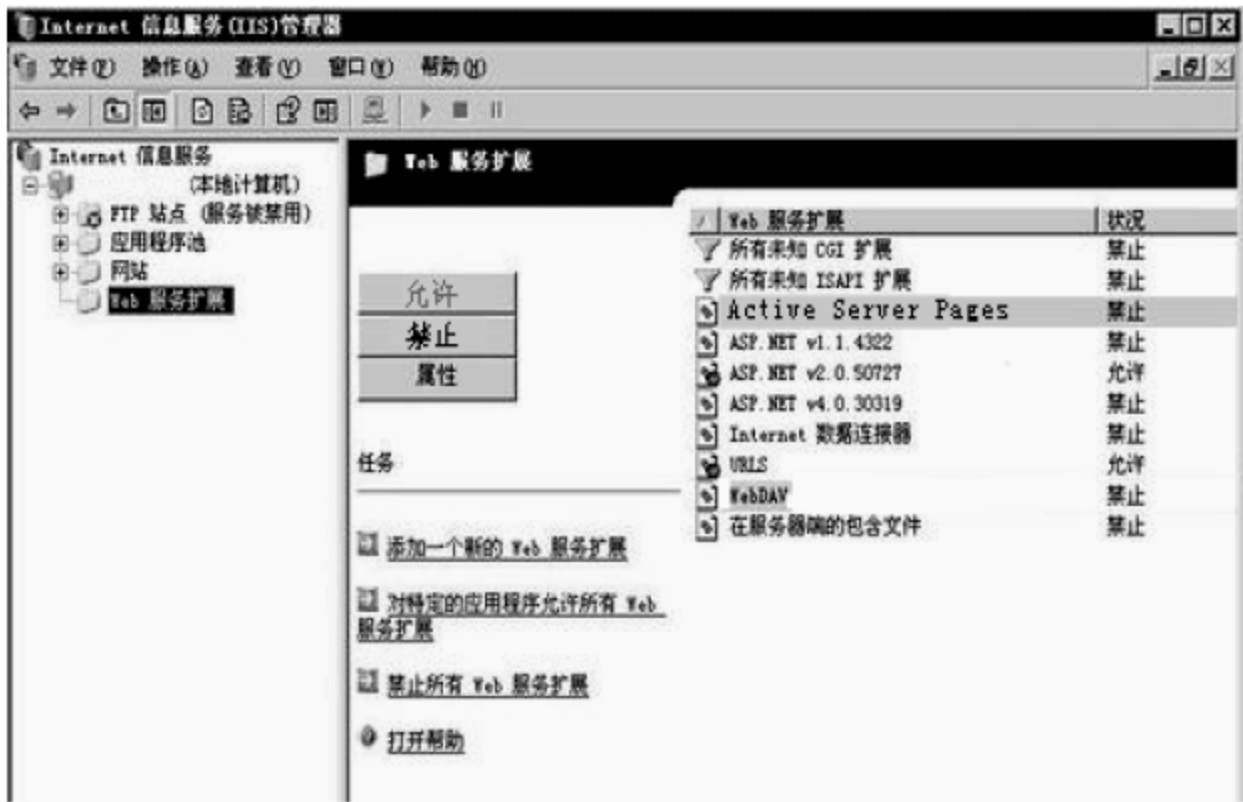 Internet 信息服务(IIS)管理器
文件(F) 操作(A) 查看(V) 窗口(W) 帮助(H)
Internet 信息服务
(本地计算机)
FTP 站点 (服务被禁用)
应用程序池
网站
Web 服务扩展
Web 服务扩展
允许
禁止
属性
任务
添加一个新的 Web 服务扩展
对特定的应用程序允许所有 Web
服务扩展
禁止所有 Web 服务扩展
打开帮助
Web 服务扩展 状况
所有未知 CGI 扩展 禁止
所有未知 ISAPI 扩展 禁止
Active Server Pages 禁止
ASP.NET v1.1.4322 禁止
ASP.NET v2.0.50727 允许
ASP.NET v4.0.30319 禁止
Internet 数据连接器 禁止
URLS 允许
WebDAV 禁止
在服务器端的包含文件 禁止